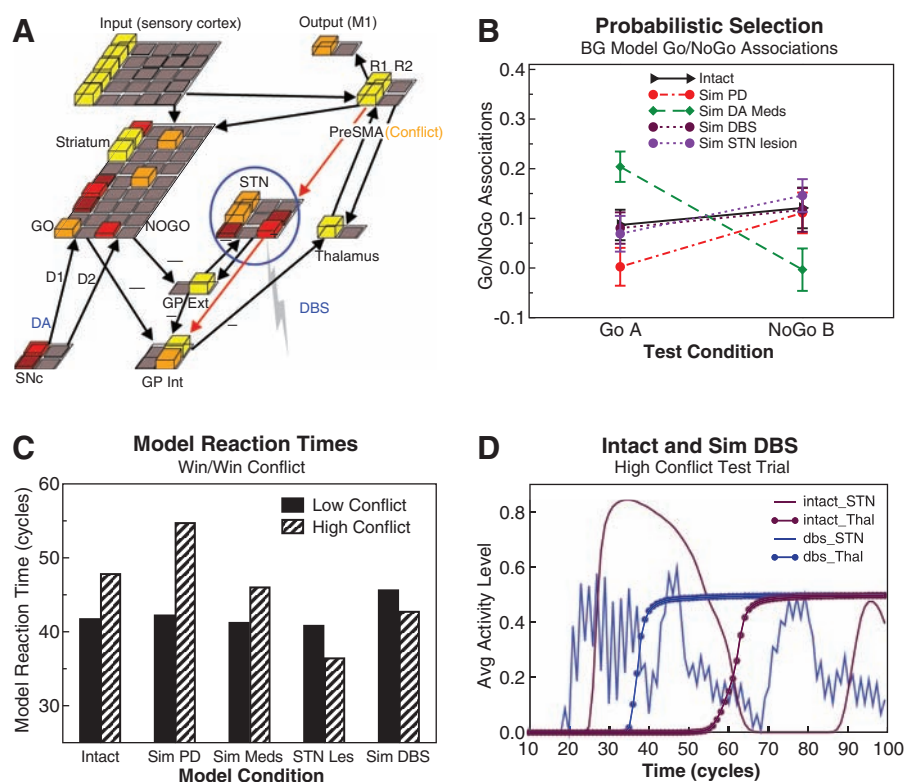 A
Input (sensory cortex)
Output (M1)
R1 R2
Striatum
PreSMA (Conflict)
STN
GO
NOGO
Thalamus
D1
D2
—
—
—
GP Ext
—
—
DA
DBS
SNc
GP Int
B
Probabilistic Selection
BG Model Go/NoGo Associations
Intact
Sim PD
Sim DA Meds
Sim DBS
Sim STN lesion
Go/NoGo Associations
0.4
0.3
0.2
0.1
0.0
-0.1
Go A
NoGo B
Test Condition
C
Model Reaction Times
Win/Win Conflict
Low Conflict
High Conflict
Model Reaction Time (cycles)
60
50
40
30
Intact
Sim PD
Sim Meds
STN Les
Sim DBS
Model Condition
D
Intact and Sim DBS
High Conflict Test Trial
intact_STN
intact_Thal
dbs_STN
dbs_Thal
Avg Activity Level
0.8
0.6
0.4
0.2
0.0
10 20 30 40 50 60 70 80 90 100
Time (cycles)